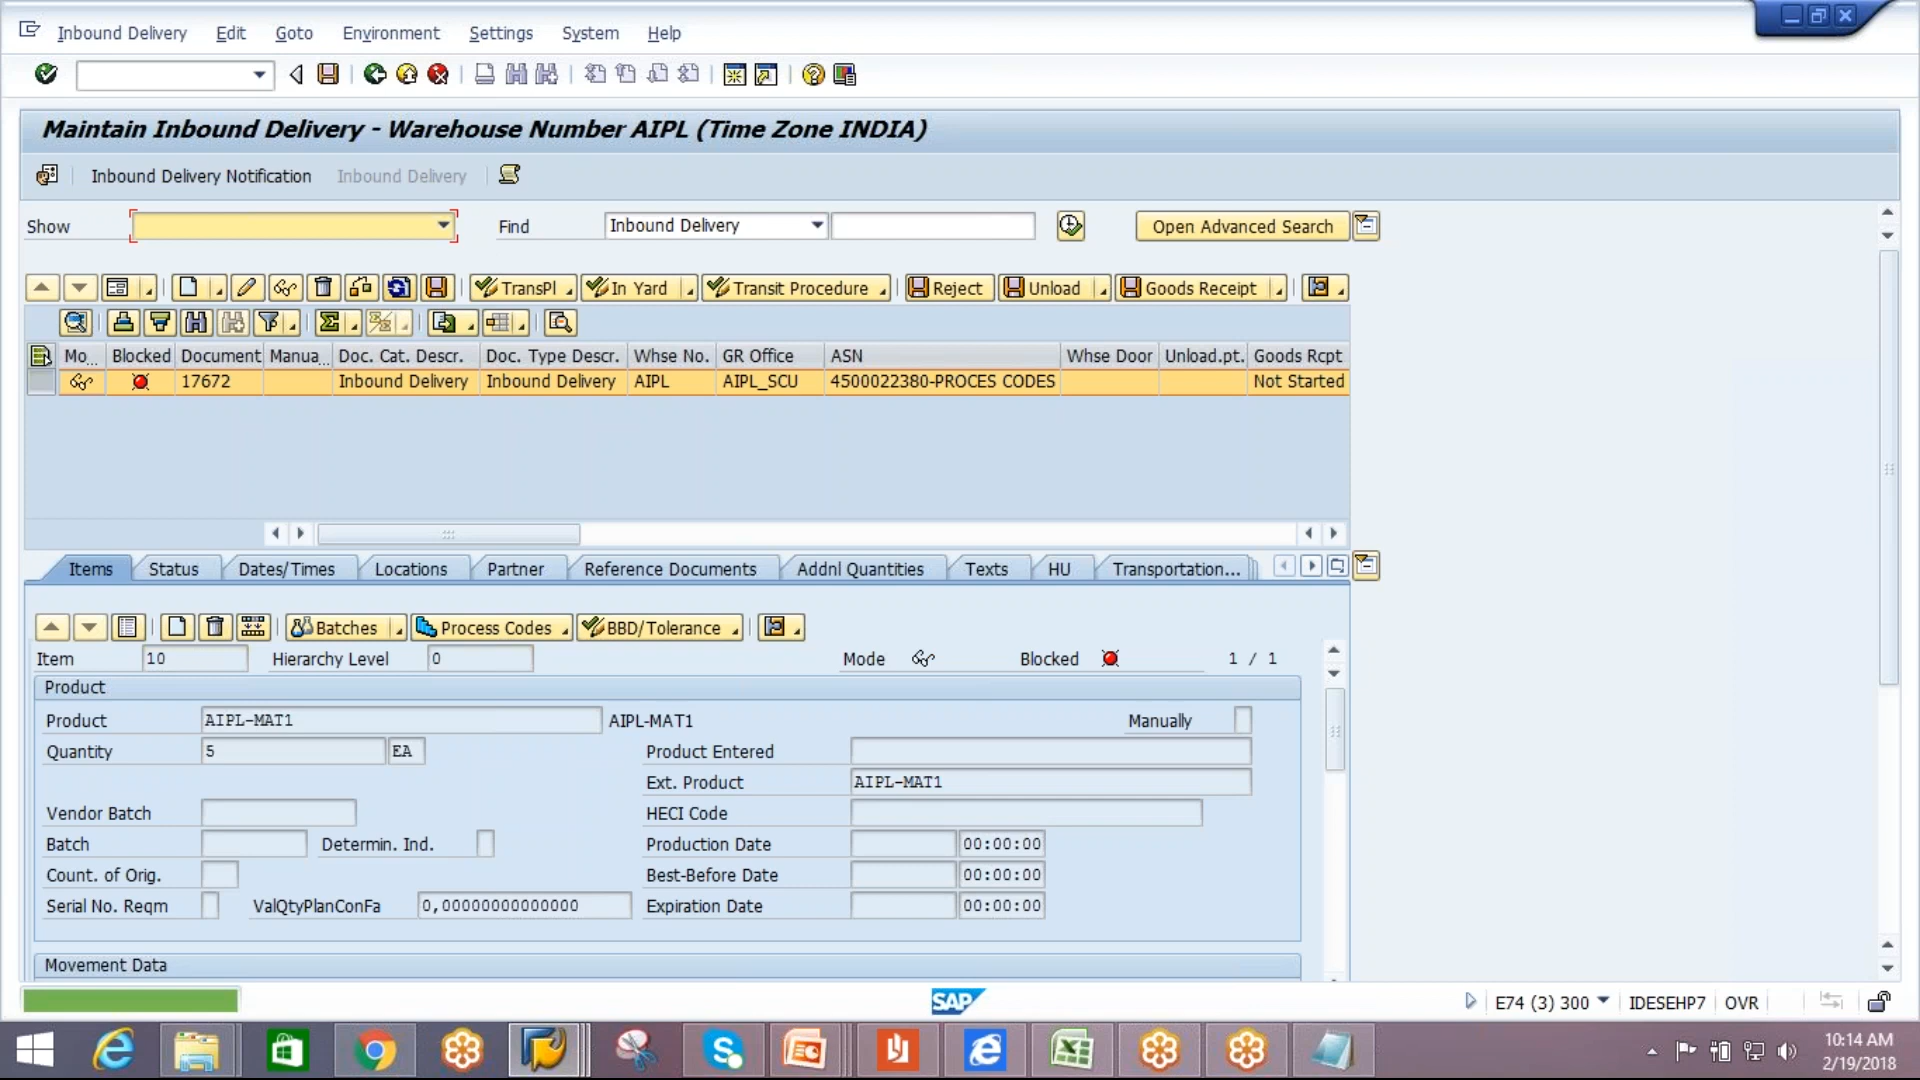 Inbound Delivery Edit Goto Environment Settings System Help
Maintain Inbound Delivery - Warehouse Number AIPL (Time Zone INDIA)
Inbound Delivery Notification Inbound Delivery
Show Find Inbound Delivery Open Advanced Search
TransPl In Yard Transit Procedure Reject Unload Goods Receipt
Mo... Blocked Document Manua... Doc. Cat. Descr. Doc. Type Descr. Whse No. GR Office ASN Whse Door Unload.pt. Goods Rcpt
17672 Inbound Delivery Inbound Delivery AIPL AIPL_SCU 4500022380-PROCES CODES Not Started
Items Status Dates/Times Locations Partner Reference Documents Addnl Quantities Texts HU Transportation...
Batches Process Codes BBD/Tolerance
Item 10 Hierarchy Level 0 Mode Blocked 1 / 1
Product
Product AIPL-MAT1 AIPL-MAT1 Manually
Quantity 5 EA Product Entered
Ext. Product AIPL-MAT1
Vendor Batch HECI Code
Batch Determin. Ind. Production Date 00:00:00
Count. of Orig. Best-Before Date 00:00:00
Serial No. Reqm ValQtyPlanConFa 0,00000000000000 Expiration Date 00:00:00
Movement Data
SAP E74 (3) 300 IDESEHP7 OVR
10:14 AM
2/19/2018